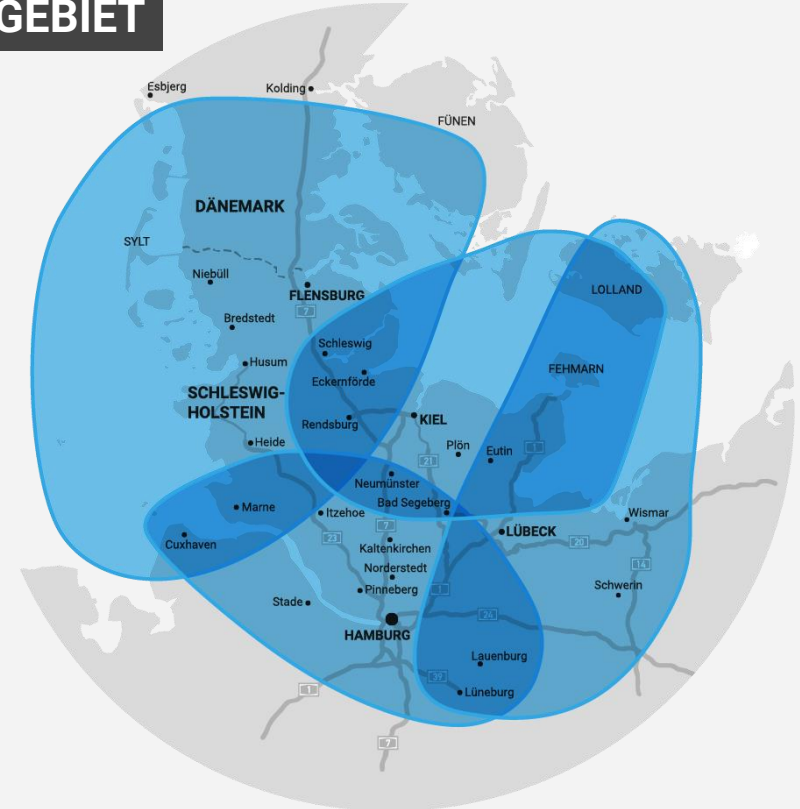 GEBIET
Esbjerg
Kolding
FÜNEN
DÄNEMARK
SYLT
Niebüll
FLENSBURG
7
LOLLAND
Bredstedt
Schleswig
Husum
FEHMARN
Eckernförde
SCHLESWIG-
HOLSTEIN
Rendsburg
KIEL
Heide
Plön
Eutin
1
21
Neumünster
Bad Segeberg
Marne
Itzehoe
Wismar
7
LÜBECK
23
Cuxhaven
Kaltenkirchen
20
14
Norderstedt
Pinneberg
1
Schwerin
Stade
24
HAMBURG
Lauenburg
39
1
Lüneburg
7